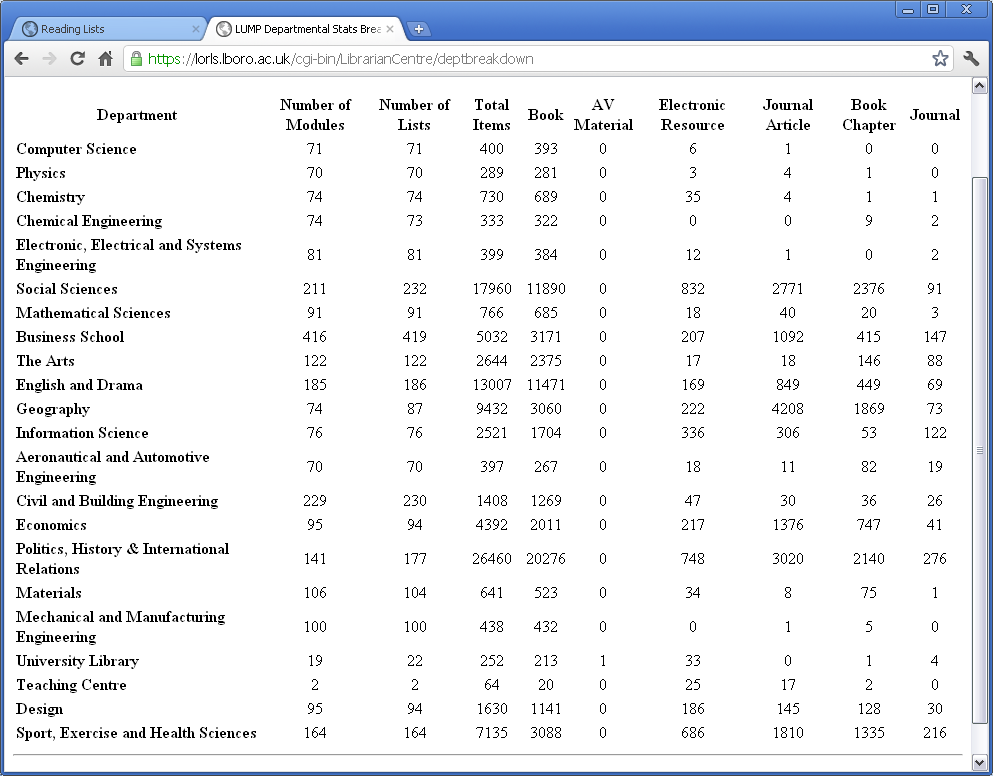 Reading Lists
LUMP Departmental Stats Brea
https://lorls.lboro.ac.uk/cgi-bin/LibrarianCentre/deptbreakdown
Department Number of Modules Number of Lists Total Items Book AV Material Electronic Resource Journal Article Book Chapter Journal
Computer Science 71 71 400 393 0 6 1 0 0
Physics 70 70 289 281 0 3 4 1 0
Chemistry 74 74 730 689 0 35 4 1 1
Chemical Engineering 74 73 333 322 0 0 0 9 2
Electronic, Electrical and Systems Engineering 81 81 399 384 0 12 1 0 2
Social Sciences 211 232 17960 11890 0 832 2771 2376 91
Mathematical Sciences 91 91 766 685 0 18 40 20 3
Business School 416 419 5032 3171 0 207 1092 415 147
The Arts 122 122 2644 2375 0 17 18 146 88
English and Drama 185 186 13007 11471 0 169 849 449 69
Geography 74 87 9432 3060 0 222 4208 1869 73
Information Science 76 76 2521 1704 0 336 306 53 122
Aeronautical and Automotive Engineering 70 70 397 267 0 18 11 82 19
Civil and Building Engineering 229 230 1408 1269 0 47 30 36 26
Economics 95 94 4392 2011 0 217 1376 747 41
Politics, History & International Relations 141 177 26460 20276 0 748 3020 2140 276
Materials 106 104 641 523 0 34 8 75 1
Mechanical and Manufacturing Engineering 100 100 438 432 0 0 1 5 0
University Library 19 22 252 213 1 33 0 1 4
Teaching Centre 2 2 64 20 0 25 17 2 0
Design 95 94 1630 1141 0 186 145 128 30
Sport, Exercise and Health Sciences 164 164 7135 3088 0 686 1810 1335 216